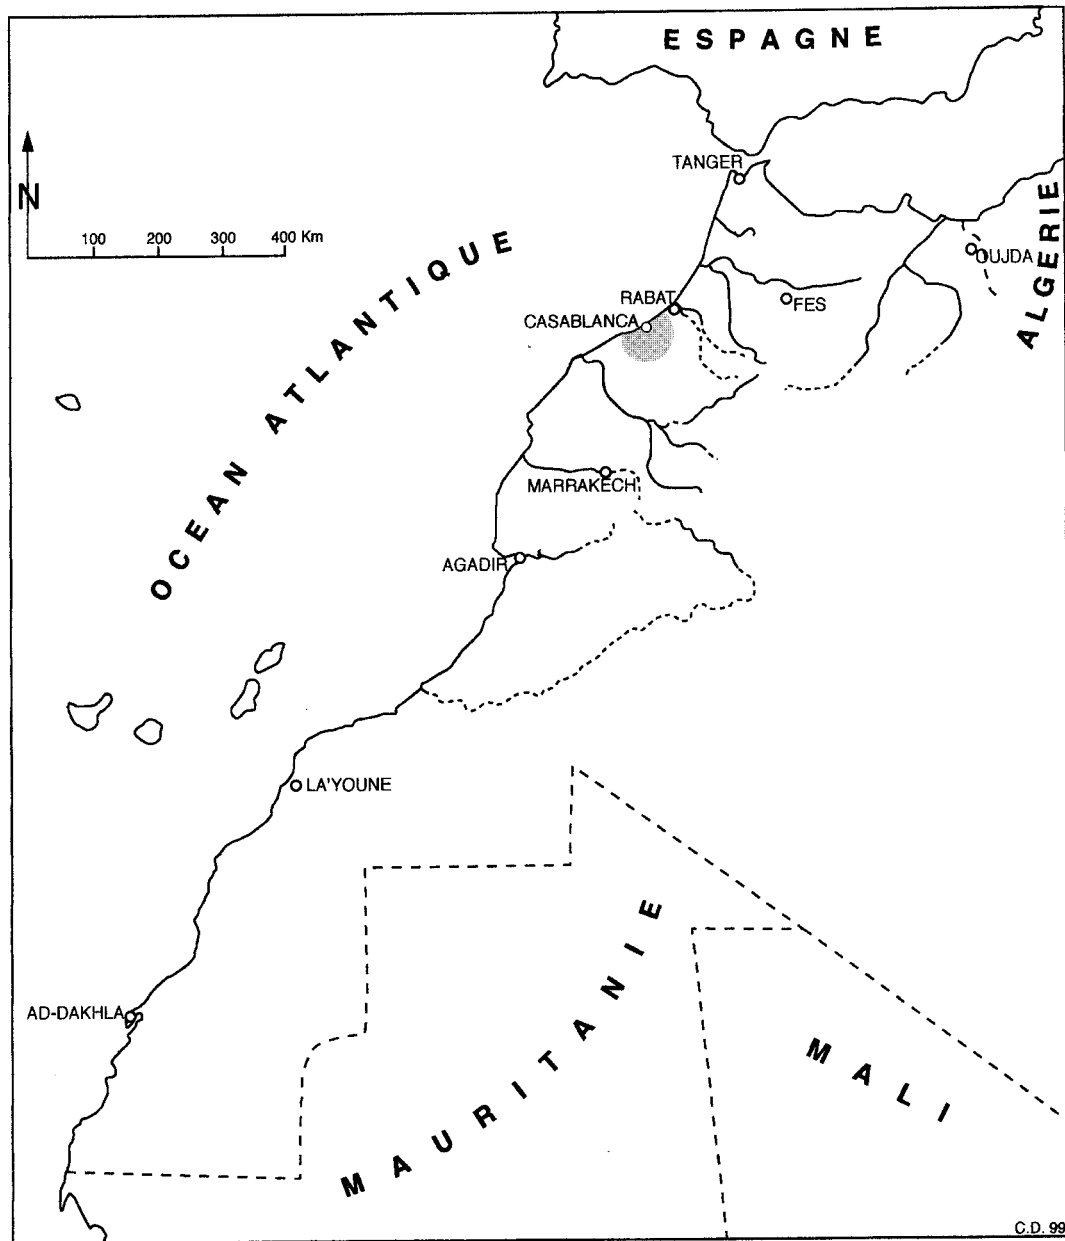 ESPAGNE
TANGER
N
ALGERIE
100 200 300 400 Km
OUJDA
OCEAN ATLANTIQUE
RABAT
FES
CASABLANCA
MARRAKECH
AGADIR
LA'YOUNE
MAURITANIE
AD-DAKHLA
MALI
C.D. 99